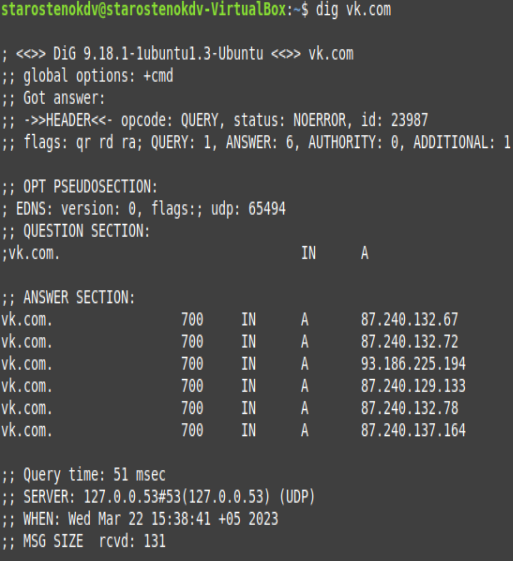 starostenokdv@starostenokdv-VirtualBox:~$ dig vk.com
; <<>> DiG 9.18.1-1ubuntu1.3-Ubuntu <<>> vk.com
;; global options: +cmd
;; Got answer:
;; ->>HEADER<<- opcode: QUERY, status: NOERROR, id: 23987
;; flags: qr rd ra; QUERY: 1, ANSWER: 6, AUTHORITY: 0, ADDITIONAL: 1
;; OPT PSEUDOSECTION:
; EDNS: version: 0, flags:; udp: 65494
;; QUESTION SECTION:
;vk.com. IN A
;; ANSWER SECTION:
vk.com. 700 IN A 87.240.132.67
vk.com. 700 IN A 87.240.132.72
vk.com. 700 IN A 93.186.225.194
vk.com. 700 IN A 87.240.129.133
vk.com. 700 IN A 87.240.132.78
vk.com. 700 IN A 87.240.137.164
;; Query time: 51 msec
;; SERVER: 127.0.0.53#53(127.0.0.53) (UDP)
;; WHEN: Wed Mar 22 15:38:41 +05 2023
;; MSG SIZE rcvd: 131